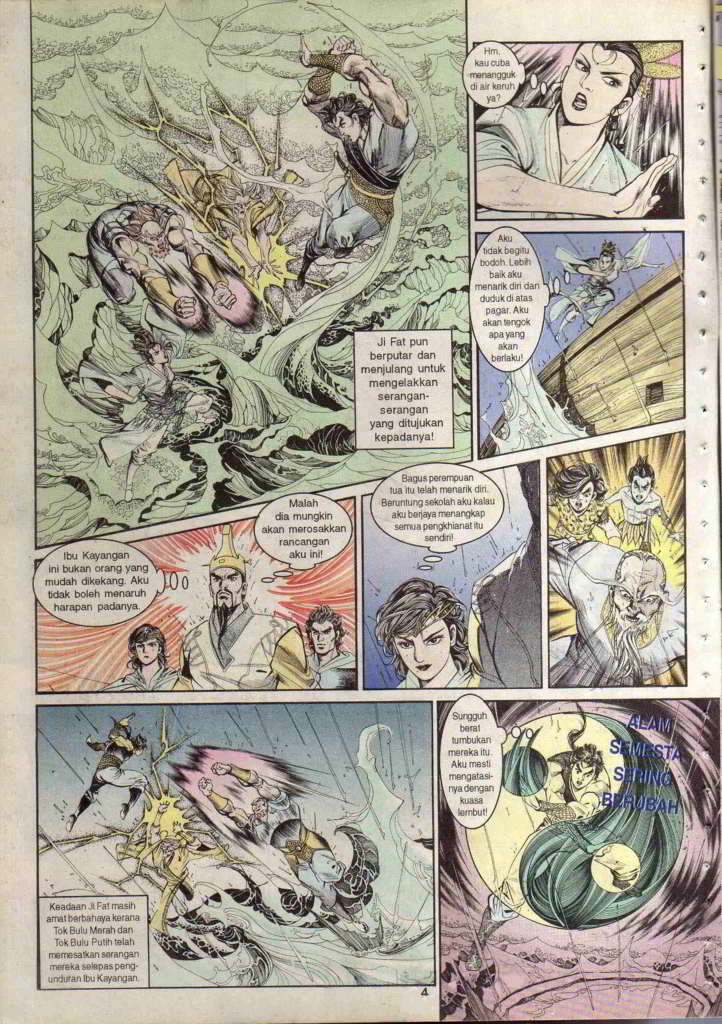 Ji Fat pun
berputar dan
menjulang untuk
mengelakkan
serangan-
serangan
yang ditujukan
kepadanya!
Hm,
kau cuba
menangguk
di air keruh
ya?
Aku
tidak begitu
bodoh. Lebih
baik aku
menarik diri dan
duduk di atas
pagar. Aku
akan tengok
apa yang
akan
berlaku!
Ibu Kayangan
ini bukan orang yang
mudah dikekang. Aku
tidak boleh menaruh
harapan padanya.
Malah
dia mungkin
akan merosakkan
rancangan
aku ini!
Bagus perempuan
tua itu telah menarik diri.
Beruntung sekolah aku kalau
aku berjaya menangkap
semua pengkhianat itu
sendiri!
Keadaan Ji Fat masih
amat berbahaya kerana
Tok Bulu Merah dan
Tok Bulu Putih telah
memesatkan serangan
mereka selepas peng-
unduran Ibu Kayangan.
Sungguh
berat
tumbukan
mereka itu.
Aku mesti
mengatasi-
nya dengan
kuasa
lembut!
ALAM
SEMESTA
SERING
BERUBAH
4